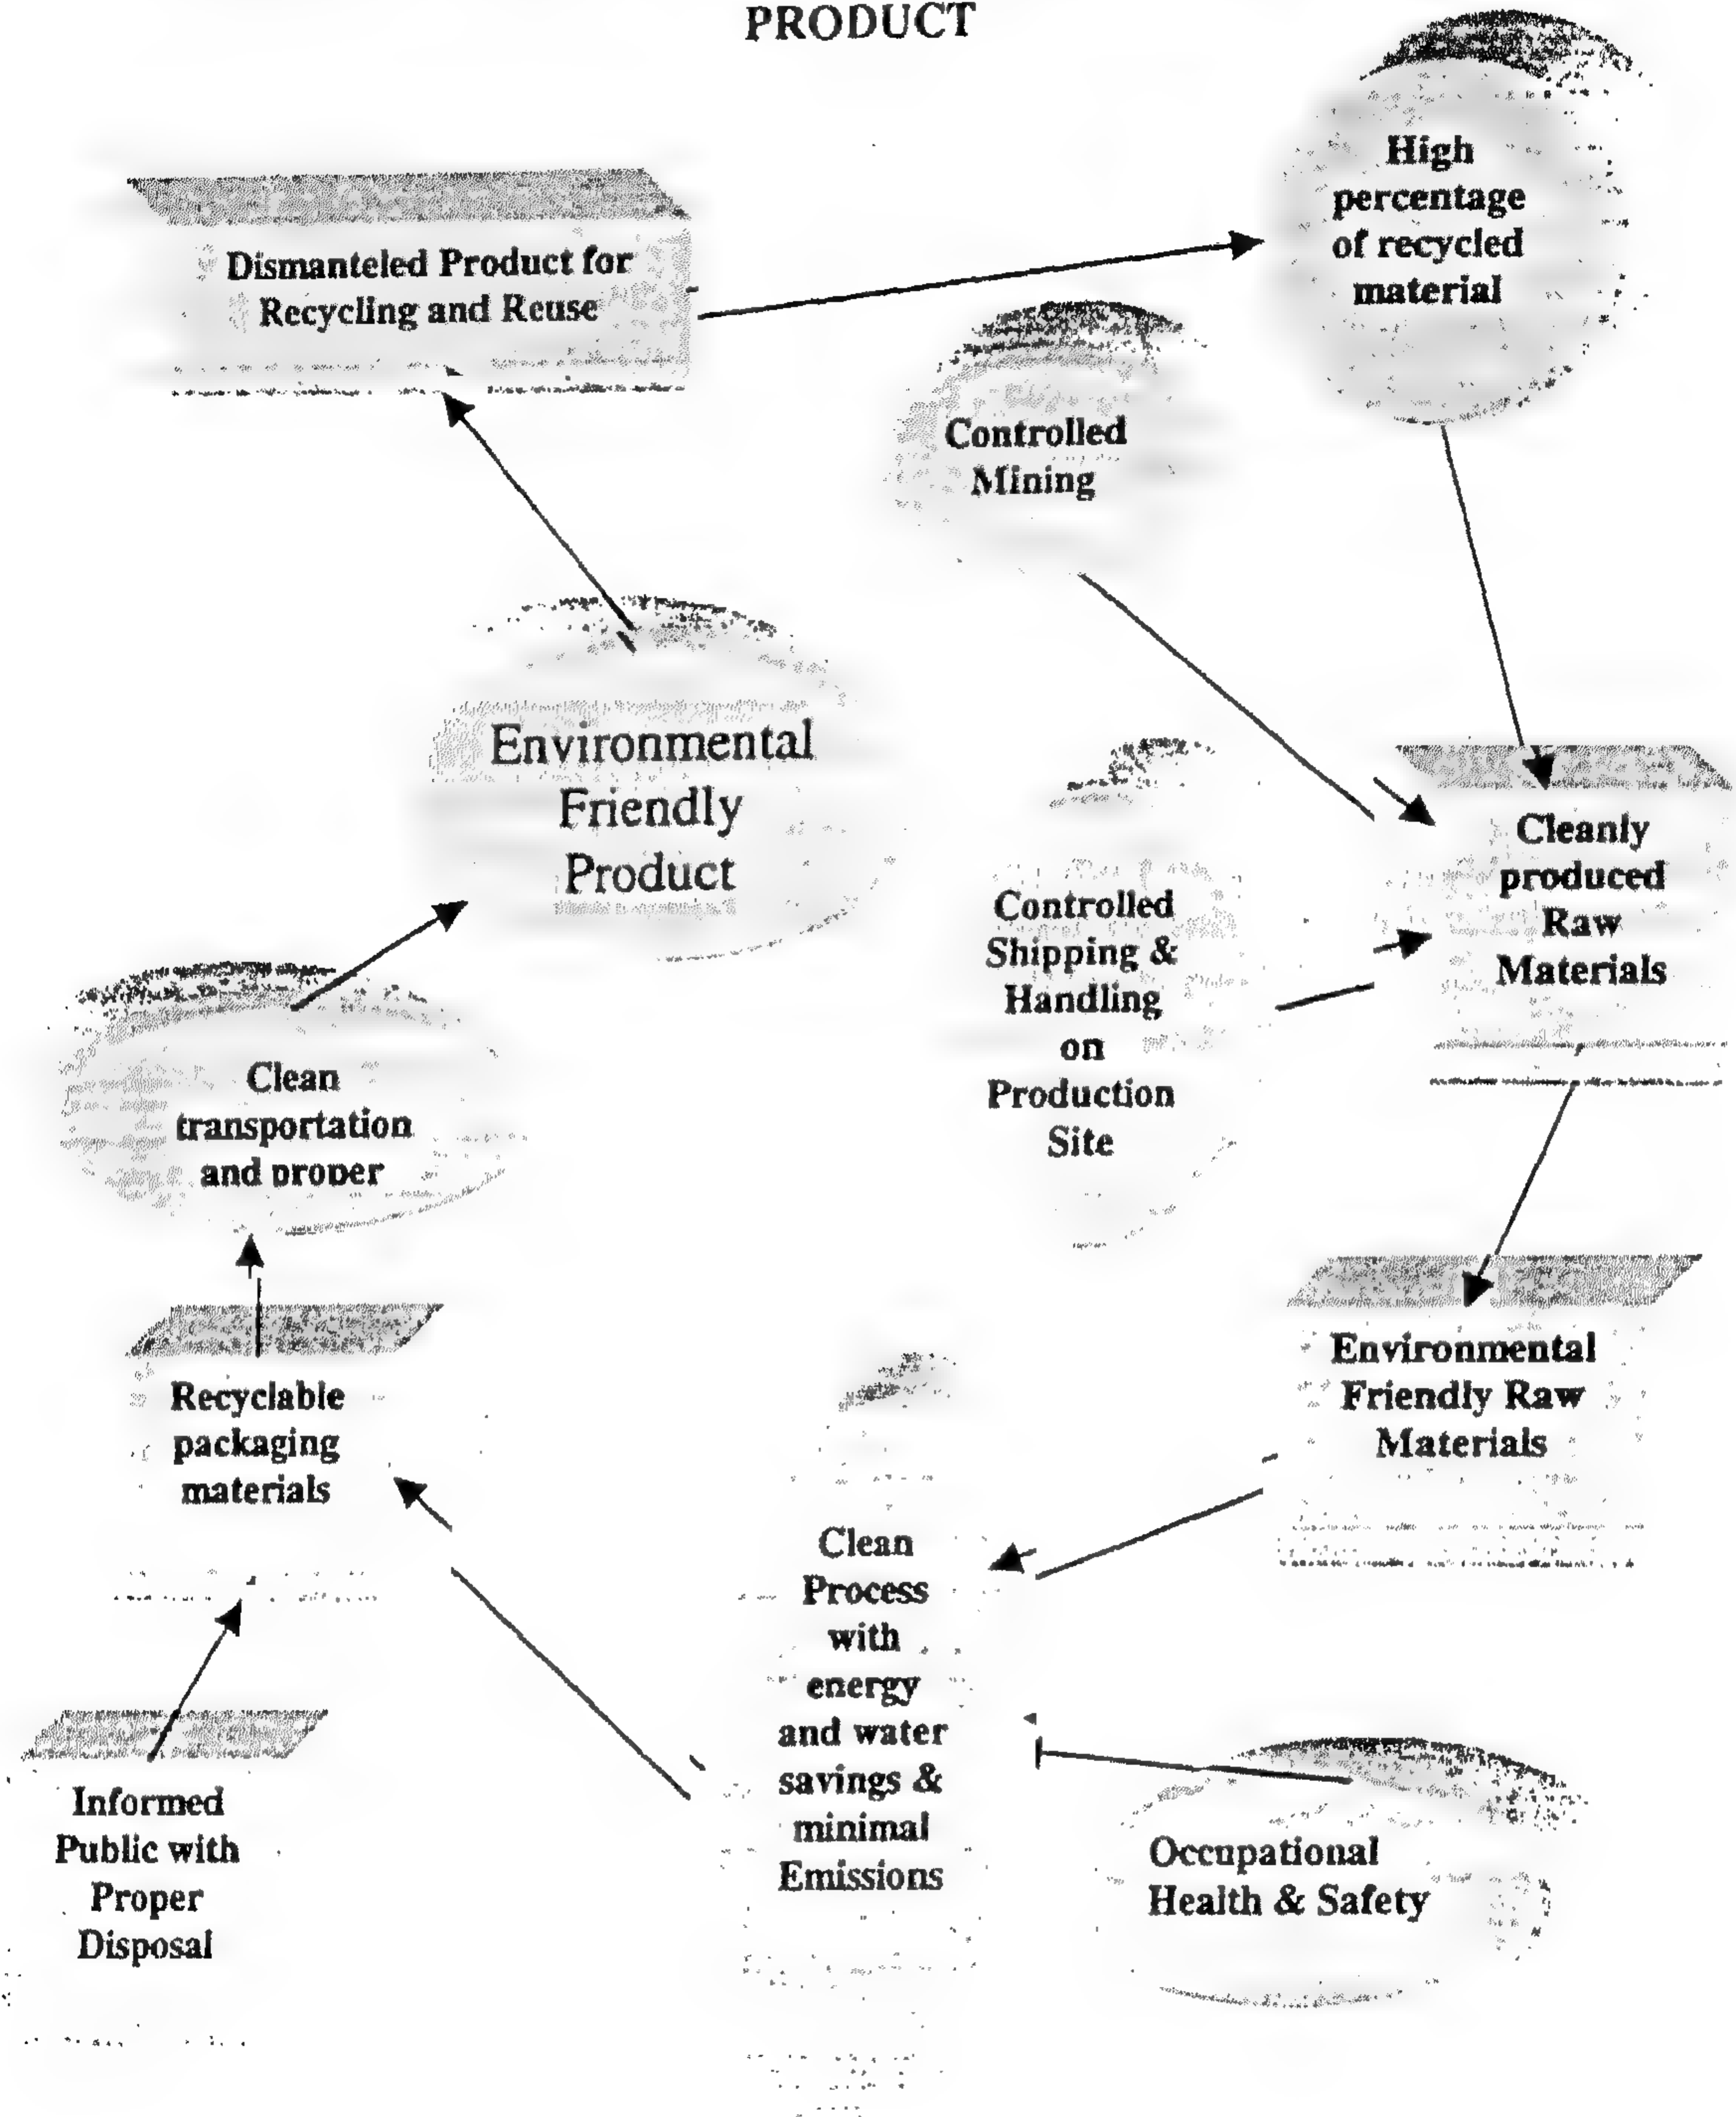 PRODUCT
High
percentage
of recycled
material
Dismanteled Product for
Recycling and Reuse
Controlled
Mining
Environmental
Friendly
Product
Cleanly
produced
Raw
Materials
Controlled
Shipping &
Handling
on
Production
Site
Clean
transportation
and proper
Environmental
Friendly Raw
Materials
Recyclable
packaging
materials
Clean
Process
with
energy
and water
savings &
minimal
Emissions
Informed
Public with
Proper
Disposal
Occupational
Health & Safety